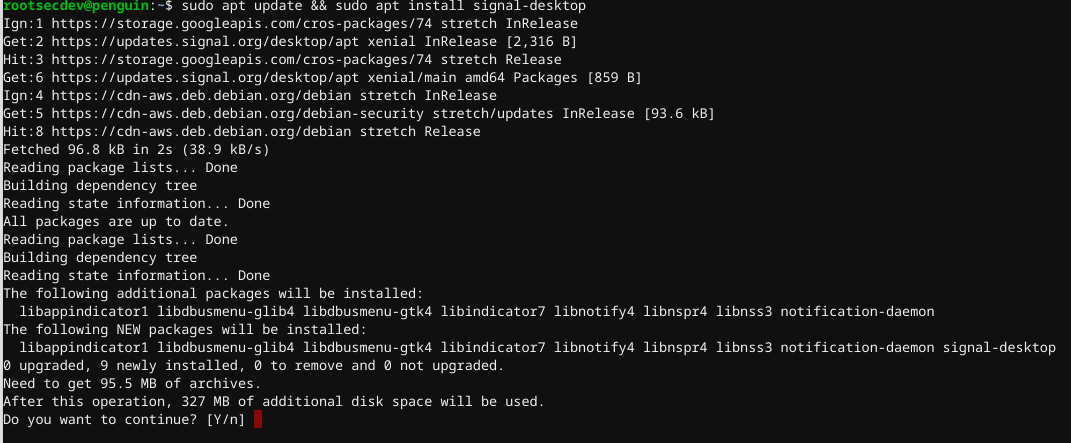 rootsecdev@penguin:~$ sudo apt update && sudo apt install signal-desktop
Ign:1 https://storage.googleapis.com/cros-packages/74 stretch InRelease
Get:2 https://updates.signal.org/desktop/apt xenial InRelease [2,316 B]
Hit:3 https://storage.googleapis.com/cros-packages/74 stretch Release
Get:6 https://updates.signal.org/desktop/apt xenial/main amd64 Packages [859 B]
Ign:4 https://cdn-aws.deb.debian.org/debian stretch InRelease
Get:5 https://cdn-aws.deb.debian.org/debian-security stretch/updates InRelease [93.6 kB]
Hit:8 https://cdn-aws.deb.debian.org/debian stretch Release
Fetched 96.8 kB in 2s (38.9 kB/s)
Reading package lists... Done
Building dependency tree
Reading state information... Done
All packages are up to date.
Reading package lists... Done
Building dependency tree
Reading state information... Done
The following additional packages will be installed:
  libappindicator1 libdbusmenu-glib4 libdbusmenu-gtk4 libindicator7 libnotify4 libnspr4 libnss3 notification-daemon
The following NEW packages will be installed:
  libappindicator1 libdbusmenu-glib4 libdbusmenu-gtk4 libindicator7 libnotify4 libnspr4 libnss3 notification-daemon signal-desktop
0 upgraded, 9 newly installed, 0 to remove and 0 not upgraded.
Need to get 95.5 MB of archives.
After this operation, 327 MB of additional disk space will be used.
Do you want to continue? [Y/n]